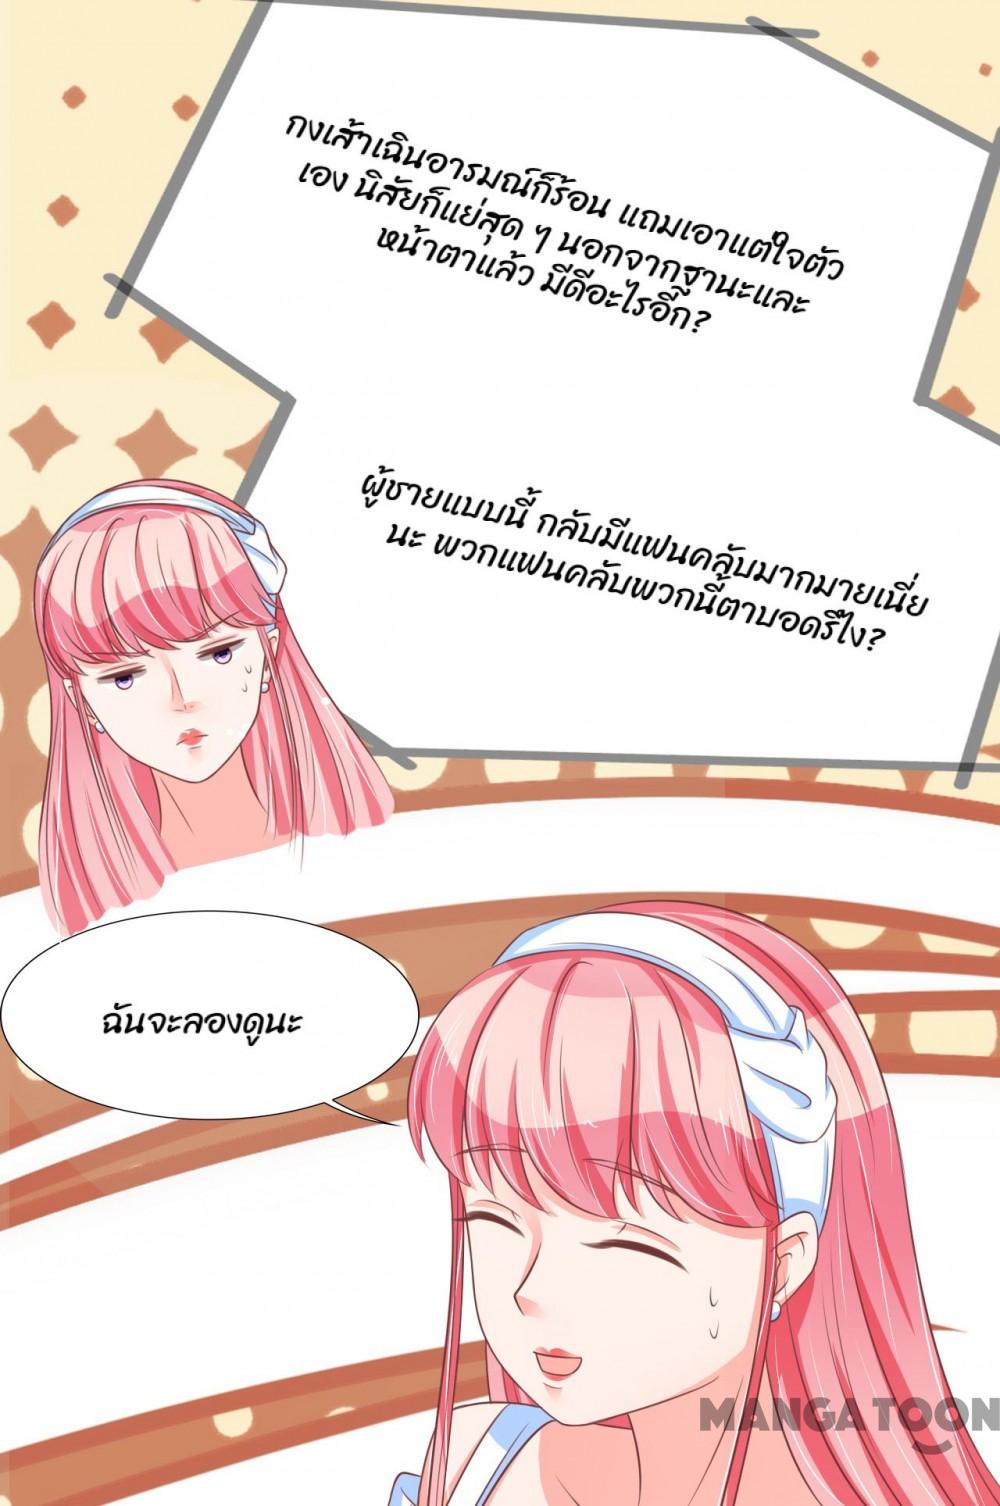 กงเส้าเฉินอารมณ์ก็ร้อน แถมเอาแต่ใจตัว
เอง นิสัยก็แย่สุด ๆ นอกจากฐานะและ
หน้าตาแล้ว มีดีอะไรอีก?
ผู้ชายแบบนี้ กลับมีแฟนคลับมากมายเนี่ย
นะ พวกแฟนคลับพวกนี้ตาบอดรึไง?
ฉันจะลองดูนะ
MANGA TOON